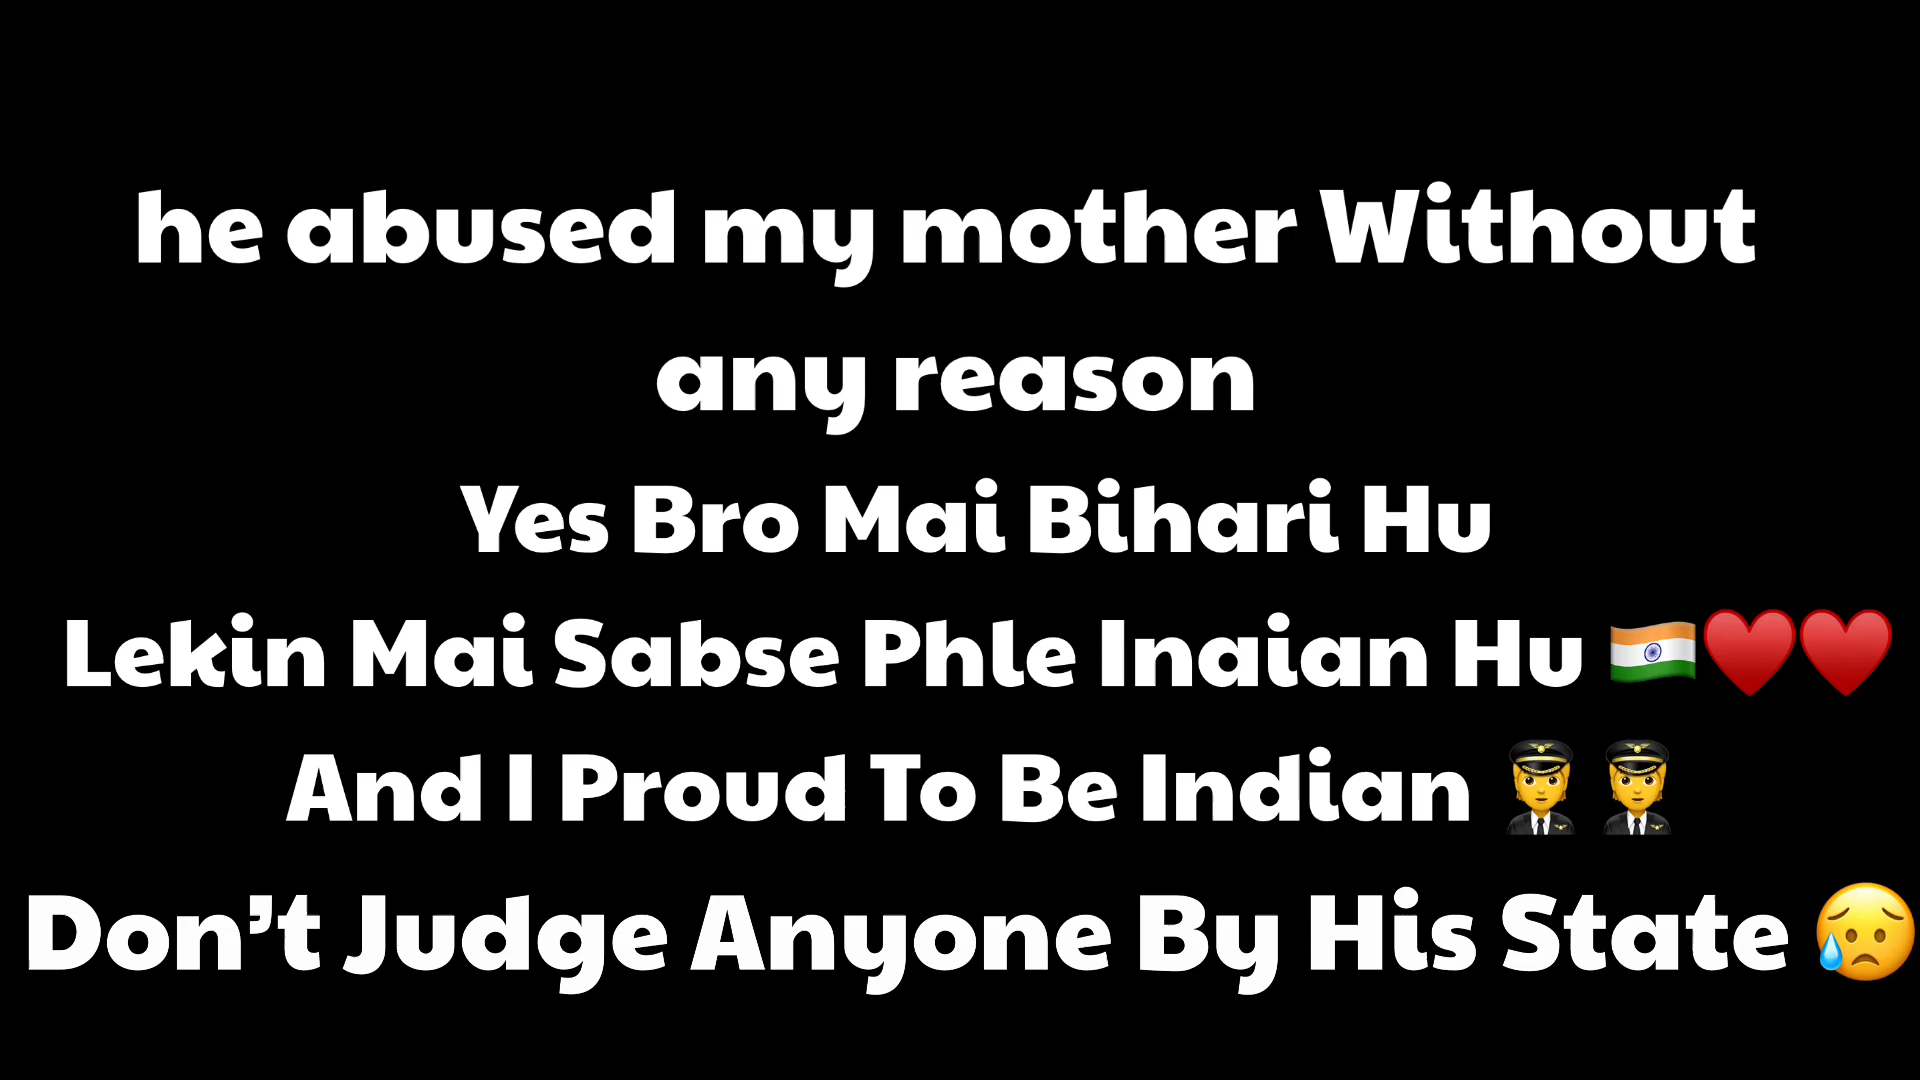 he abused my mother Without
any reason
Yes Bro Mai Bihari Hu
Lekin Mai Sabse Phle Inaian Hu 🇮🇳♥️♥️
And I Proud To Be Indian 🧑‍✈️🧑‍✈️
Don’t Judge Anyone By His State 😥